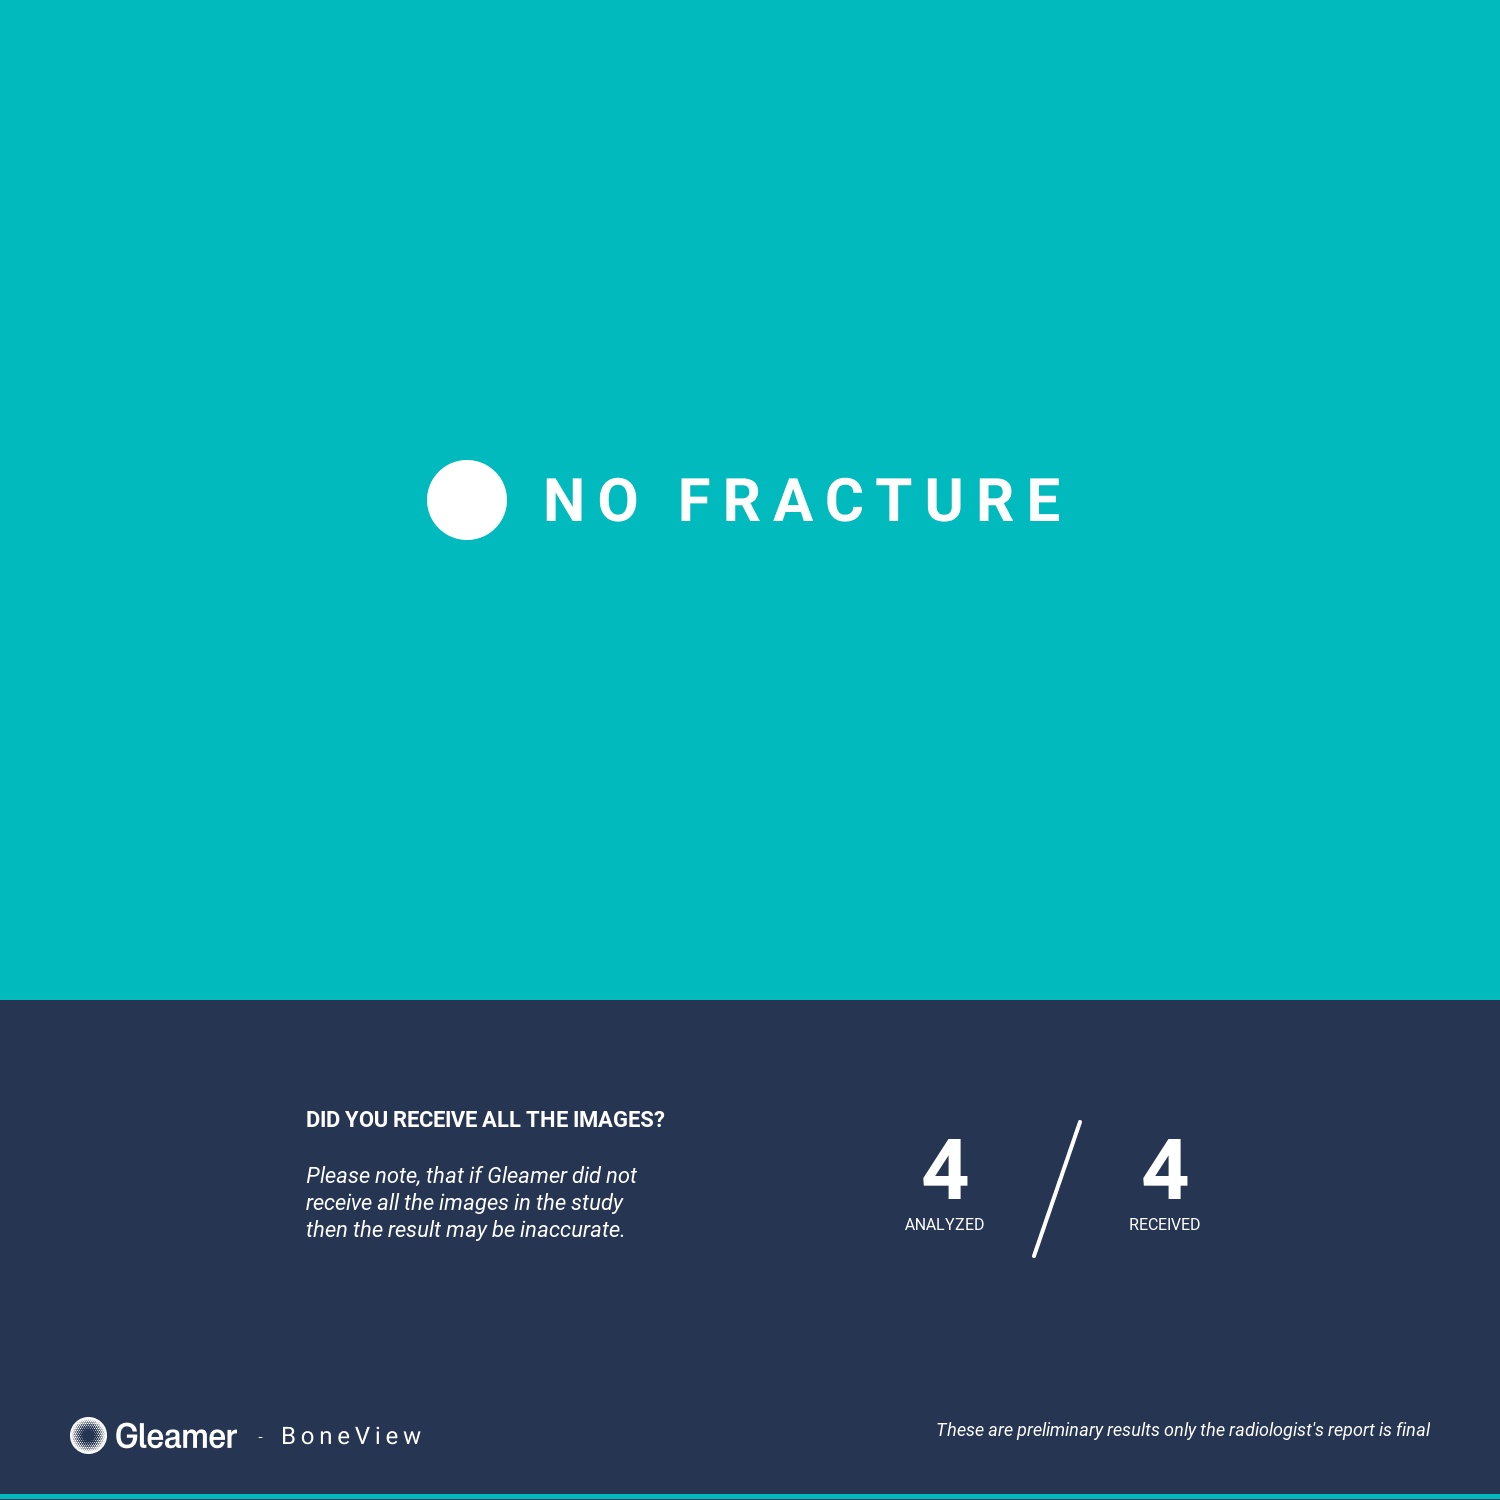 NO FRACTURE
DID YOU RECEIVE ALL THE IMAGES?
Please note, that if Gleamer did not
receive all the images in the study
then the result may be inaccurate.
4 / 4
ANALYZED RECEIVED
Gleamer - BoneView
These are preliminary results only the radiologist's report is final